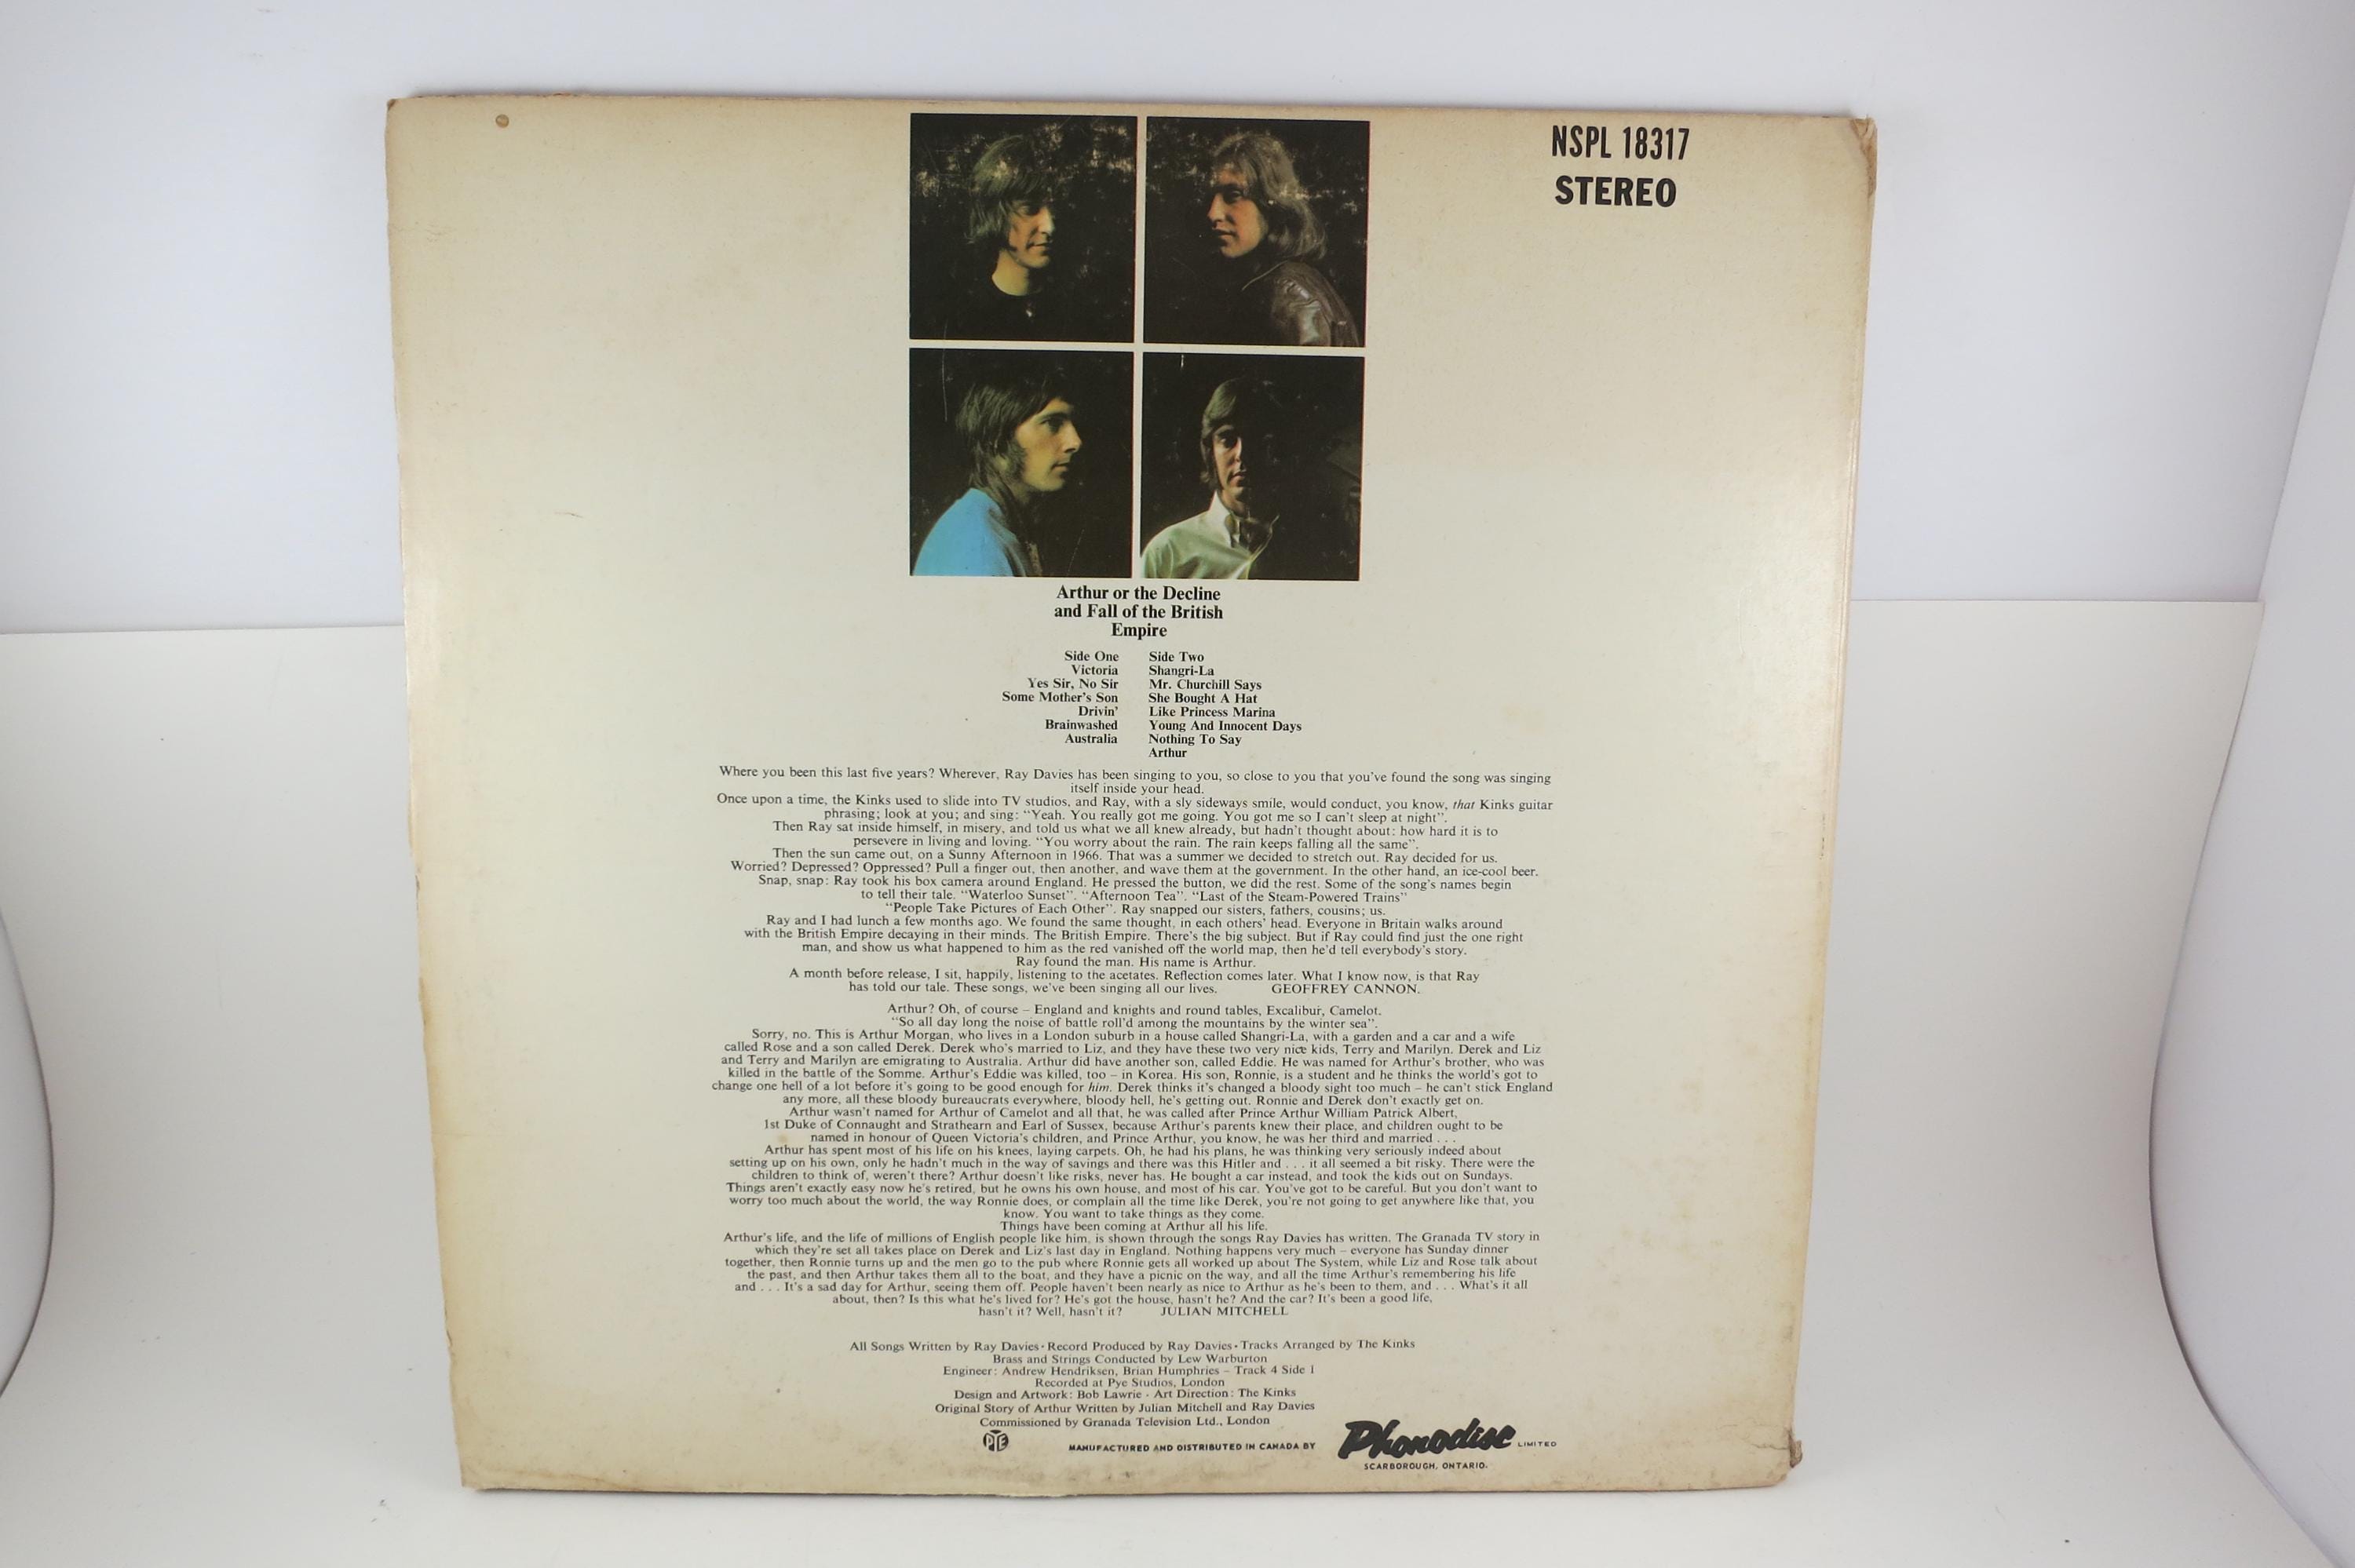 NSPL 18317
STEREO
Arthur or the Decline
and Fall of the British
Empire
Side One
Victoria
Yes Sir, No Sir
Some Mother's Son
Drivin'
Brainwashed
Australia
Side Two
Shangri-La
Mr. Churchill Says
She Bought A Hat
Like Princess Marina
Young And Innocent Days
Nothing To Say
Arthur
Where you been this last five years? Wherever, Ray Davies has been singing to you, so close to you that you've found the song was singing
itself inside your head.
Once upon a time, the Kinks used to slide into TV studios, and Ray, with a sly sideways smile, would conduct, you know, that Kinks guitar
phrasing; look at you; and sing: "Yeah. You really got me going. You got me so I can't sleep at night".
Then Ray sat inside himself, in misery, and told us what we all knew already, but hadn't thought about: how hard it is to
persevere in living and loving. "You worry about the rain. The rain keeps falling all the same".
Then the sun came out, on a Sunny Afternoon in 1966. That was a summer we decided to stretch out. Ray decided for us.
Worried? Depressed? Oppressed? Pull a finger out, then another, and wave them at the government. In the other hand, an ice-cool beer.
Snap, snap: Ray took his box camera around England. He pressed the button, we did the rest. Some of the song's names begin
to tell their tale. "Waterloo Sunset". "Afternoon Tea". "Last of the Steam-Powered Trains"
"People Take Pictures of Each Other". Ray snapped our sisters, fathers, cousins; us.
Ray and I had lunch a few months ago. We found the same thought, in each others' head. Everyone in Britain walks around
with the British Empire decaying in their minds. The British Empire. There's the big subject. But if Ray could find just the one right
man, and show us what happened to him as the red vanished off the world map, then he'd tell everybody's story.
Ray found the man. His name is Arthur.
A month before release, I sit, happily, listening to the acetates. Reflection comes later. What I know now, is that Ray
has told our tale. These songs, we've been singing all our lives. GEOFFREY CANNON.
Arthur? Oh, of course – England and knights and round tables, Excalibur, Camelot.
"So all day long the noise of battle roll'd among the mountains by the winter sea".
Sorry, no. This is Arthur Morgan, who lives in a London suburb in a house called Shangri-La, with a garden and a car and a wife
called Rose and a son called Derek. Derek who's married to Liz, and they have these two very nice kids, Terry and Marilyn. Derek and Liz
and Terry and Marilyn are emigrating to Australia. Arthur did have another son, called Eddie. He was named for Arthur's brother, who was
killed in the battle of the Somme. Arthur's Eddie was killed, too – in Korea. His son, Ronnie, is a student and he thinks the world's got to
change one hell of a lot before it's going to be good enough for him. Derek thinks it's changed a bloody sight too much – he can't stick England
any more, all these bloody bureaucrats everywhere, bloody hell, he's getting out. Ronnie and Derek don't exactly get on.
Arthur wasn't named for Arthur of Camelot and all that, he was called after Prince Arthur William Patrick Albert,
1st Duke of Connaught and Strathearn and Earl of Sussex, because Arthur's parents knew their place, and children ought to be
named in honour of Queen Victoria's children, and Prince Arthur, you know, he was her third and married . . .
Arthur has spent most of his life on his knees, laying carpets. Oh, he had his plans, he was thinking very seriously indeed about
setting up on his own, only he hadn't much in the way of savings and there was this Hitler and . . . it all seemed a bit risky. There were the
children to think of, weren't there? Arthur doesn't like risks, never has. He bought a car instead, and took the kids out on Sundays.
Things aren't exactly easy now he's retired, but he owns his own house, and most of his car. You've got to be careful. But you don't want to
worry too much about the world, the way Ronnie does, or complain all the time like Derek, you're not going to get anywhere like that, you
know. You want to take things as they come.
Things have been coming at Arthur all his life.
Arthur's life, and the life of millions of English people like him, is shown through the songs Ray Davies has written. The Granada TV story in
which they're set all takes place on Derek and Liz's last day in England. Nothing happens very much – everyone has Sunday dinner
together, then Ronnie turns up and the men go to the pub where Ronnie gets all worked up about The System, while Liz and Rose talk about
the past, and then Arthur takes them all to the boat, and they have a picnic on the way, and all the time Arthur's remembering his life
and . . . It's a sad day for Arthur, seeing them off. People haven't been nearly as nice to Arthur as he's been to them, and . . . What's it all
about, then? Is this what he's lived for? He's got the house, hasn't he? And the car? It's been a good life,
hasn't it? Well, hasn't it? JULIAN MITCHELL
All Songs Written by Ray Davies · Record Produced by Ray Davies · Tracks Arranged by The Kinks
Brass and Strings Conducted by Lew Warburton
Engineer: Andrew Hendriksen, Brian Humphries – Track 4 Side 1
Recorded at Pye Studios, London
Design and Artwork: Bob Lawrie · Art Direction: The Kinks
Original Story of Arthur Written by Julian Mitchell and Ray Davies
Commissioned by Granada Television Ltd., London
PYE
MANUFACTURED AND DISTRIBUTED IN CANADA BY Phonodisc LIMITED
SCARBOROUGH, ONTARIO.